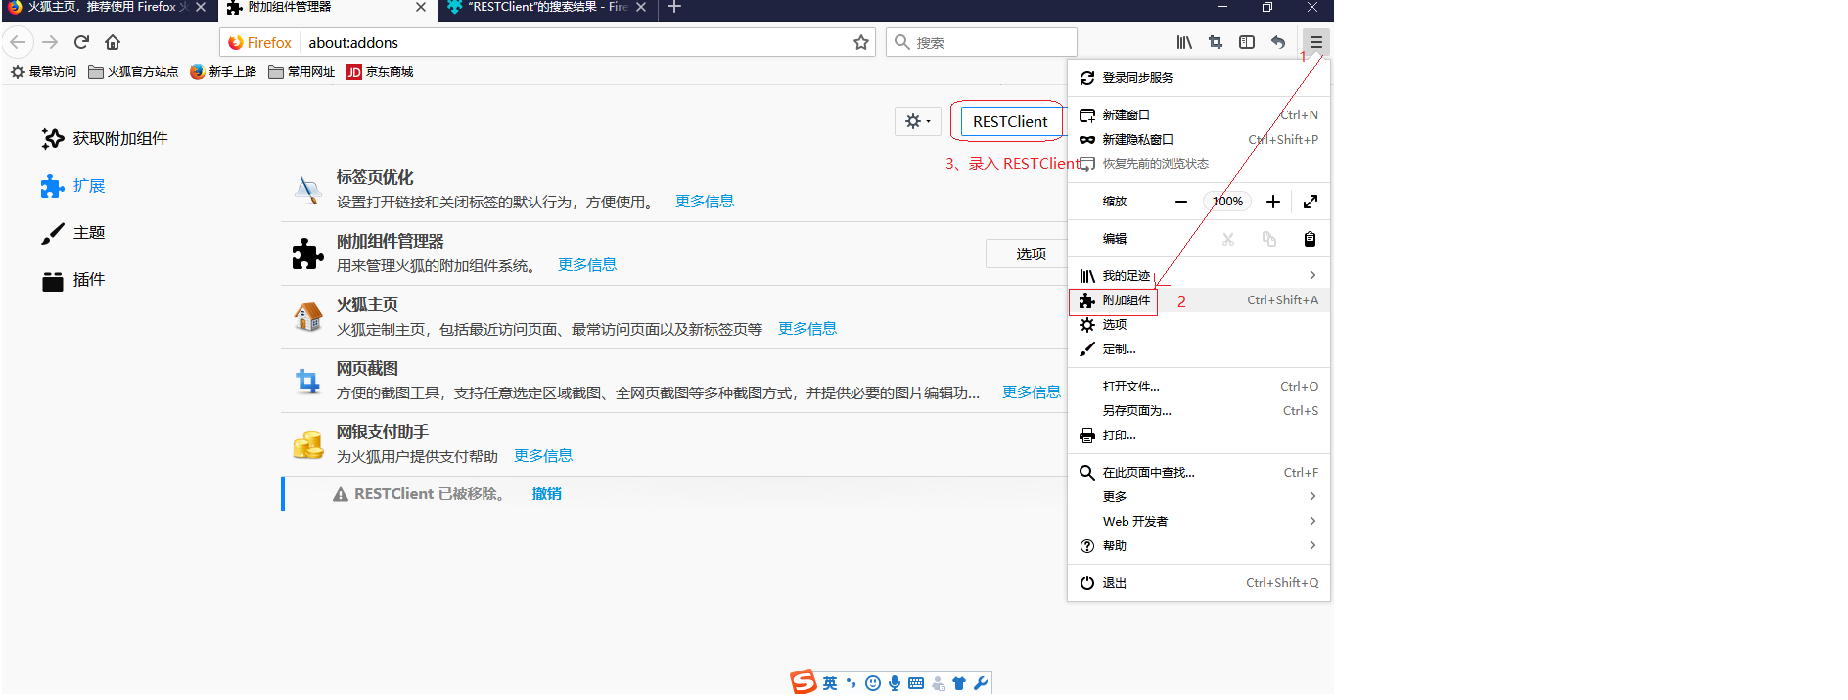 火狐主页，推荐使用 Firefox 火
附加组件管理器
“RESTClient”的搜索结果 - Fire
Firefox
about:addons
搜索
1
最常访问
火狐官方站点
新手上路
常用网址
JD 京东商城
获取附加组件
扩展
主题
插件
RESTClient
3、录入 RESTClient
标签页优化
设置打开链接和关闭标签的默认行为，方便使用。 更多信息
附加组件管理器
用来管理火狐的附加组件系统。 更多信息
选项
火狐主页
火狐定制主页，包括最近访问页面、最常访问页面以及新标签页等 更多信息
网页截图
方便的截图工具，支持任意选定区域截图、全网页截图等多种截图方式，并提供必要的图片编辑功... 更多信息
网银支付助手
为火狐用户提供支付帮助 更多信息
RESTClient 已被移除。 撤销
登录同步服务
新建窗口 Ctrl+N
新建隐私窗口 Ctrl+Shift+P
恢复先前的浏览状态
缩放 100%
编辑
我的足迹
附加组件 2 Ctrl+Shift+A
选项
定制...
打开文件... Ctrl+O
另存页面为... Ctrl+S
打印...
在此页面中查找... Ctrl+F
更多
Web 开发者
帮助
退出 Ctrl+Shift+Q
S 英